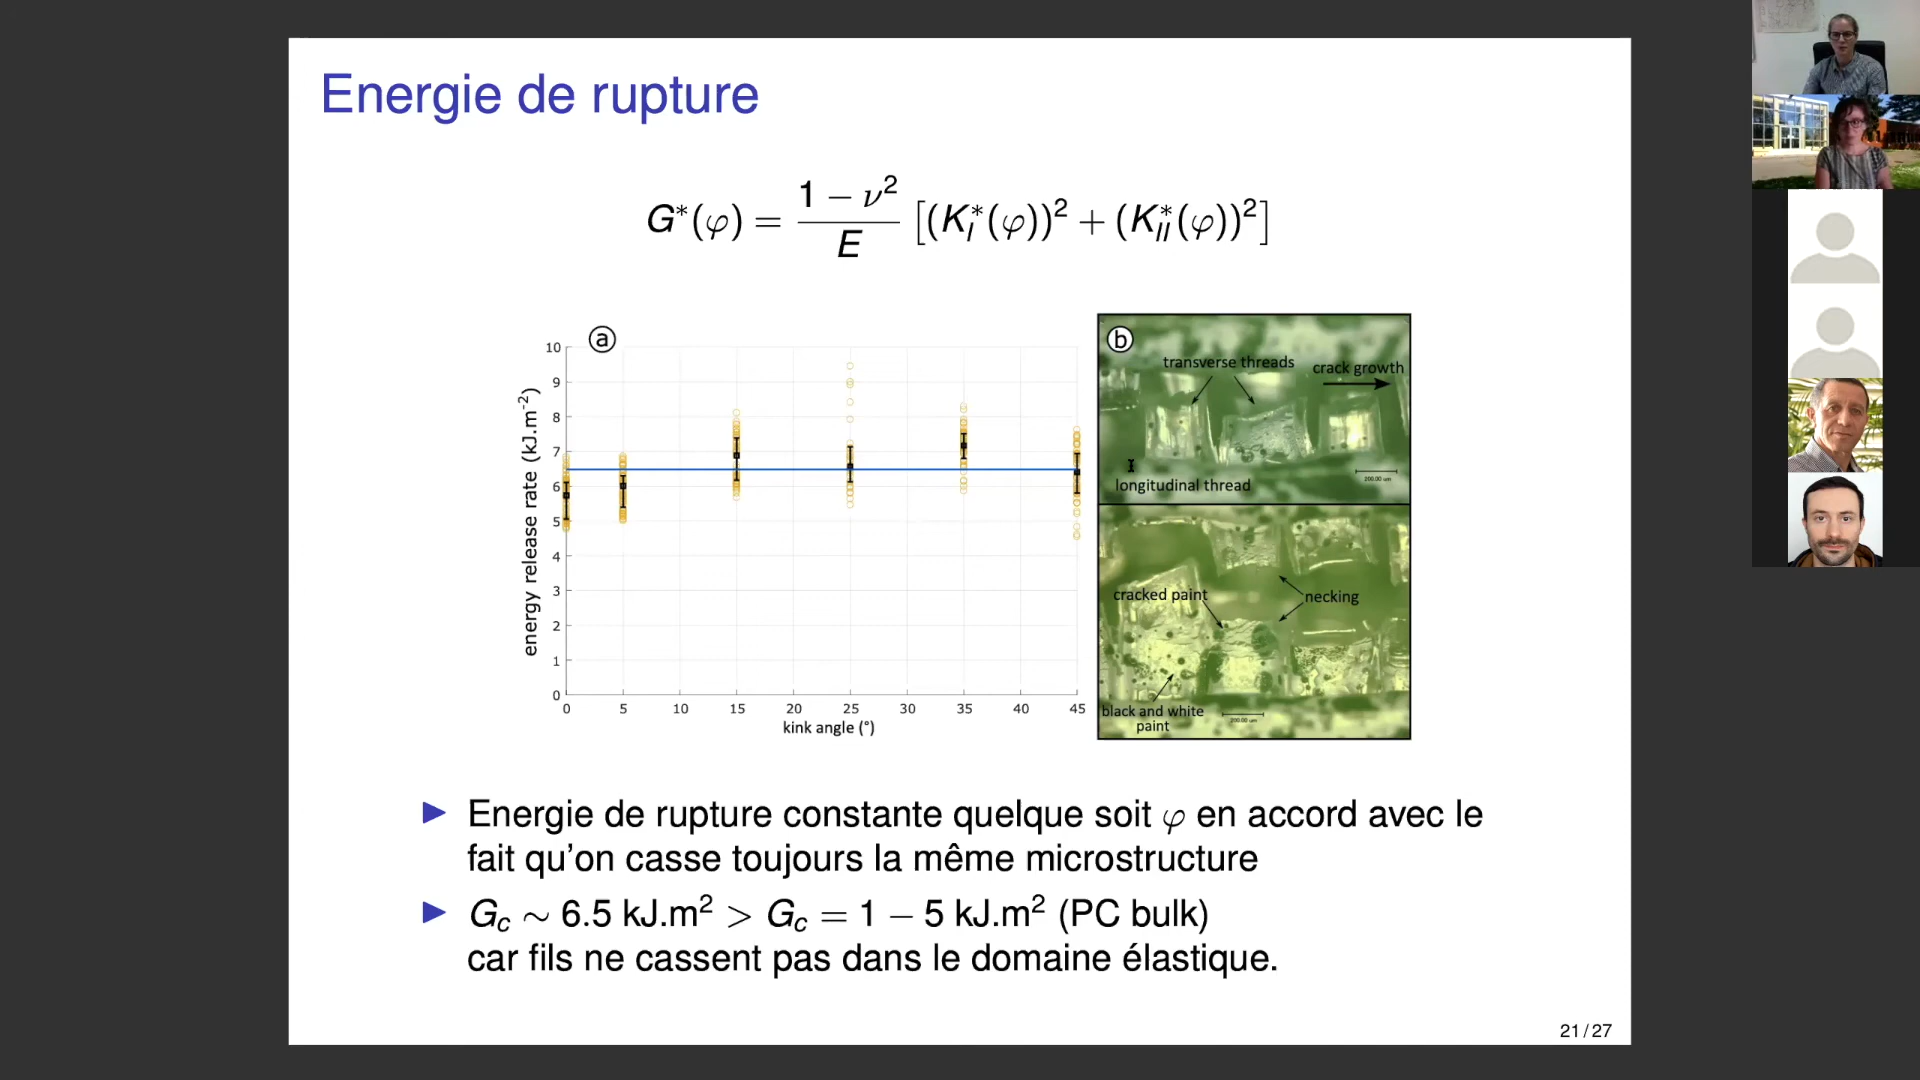 Energie de rupture
G*(φ) = \frac{1 − ν²}{E} [(K_I^*(φ))² + (K_{II}^*(φ))²]
ⓐ
energy release rate (kJ.m⁻²)
10
9
8
7
6
5
4
3
2
1
0
0 5 10 15 20 25 30 35 40 45
kink angle (°)
ⓑ
transverse threads
crack growth
longitudinal thread
200.00 um
cracked paint
necking
black and white
paint
200.00 um
▶ Energie de rupture constante quelque soit φ en accord avec le
fait qu'on casse toujours la même microstructure
▶ G_c ∼ 6.5 kJ.m² > G_c = 1 − 5 kJ.m² (PC bulk)
car fils ne cassent pas dans le domaine élastique.
21 / 27